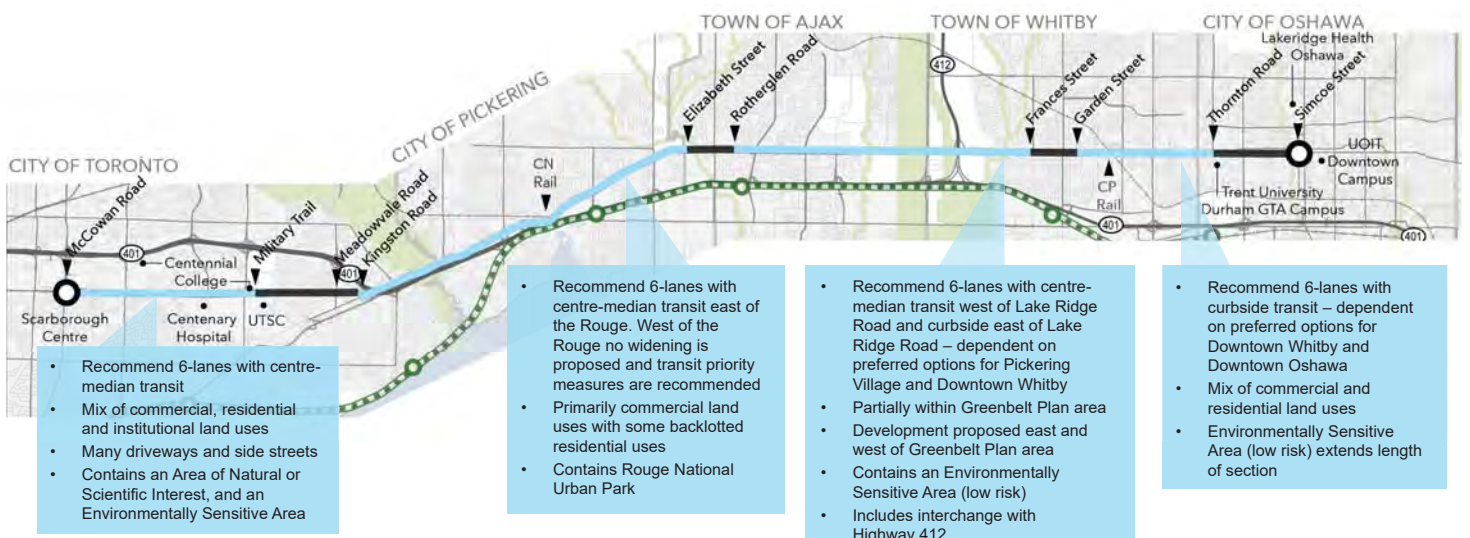 TOWN OF AJAX
TOWN OF WHITBY
CITY OF OSHAWA
Lakeridge Health
Oshawa
Elizabeth Street
Rotherglen Road
412
Frances Street
Garden Street
Thornton Road
Simcoe Street
CITY OF PICKERING
UOIT
Downtown
Campus
CN
Rail
CP
Rail
Trent University
Durham GTA Campus
401
401
CITY OF TORONTO
McCowan Road
Military Trail
Meadowvale Road
Kingston Road
401
401
Centennial
College
Scarborough
Centre
Centenary
Hospital
UTSC
• Recommend 6-lanes with centre-
median transit
• Mix of commercial, residential
and institutional land uses
• Many driveways and side streets
• Contains an Area of Natural or
Scientific Interest, and an
Environmentally Sensitive Area
• Recommend 6-lanes with
centre-median transit east of
the Rouge. West of the
Rouge no widening is
proposed and transit priority
measures are recommended
• Primarily commercial land
uses with some backlotted
residential uses
• Contains Rouge National
Urban Park
• Recommend 6-lanes with centre-
median transit west of Lake Ridge
Road and curbside east of Lake
Ridge Road – dependent on
preferred options for Pickering
Village and Downtown Whitby
• Partially within Greenbelt Plan area
• Development proposed east and
west of Greenbelt Plan area
• Contains an Environmentally
Sensitive Area (low risk)
• Includes interchange with
Highway 412
• Recommend 6-lanes with
curbside transit – dependent
on preferred options for
Downtown Whitby and
Downtown Oshawa
• Mix of commercial and
residential land uses
• Environmentally Sensitive
Area (low risk) extends length
of section